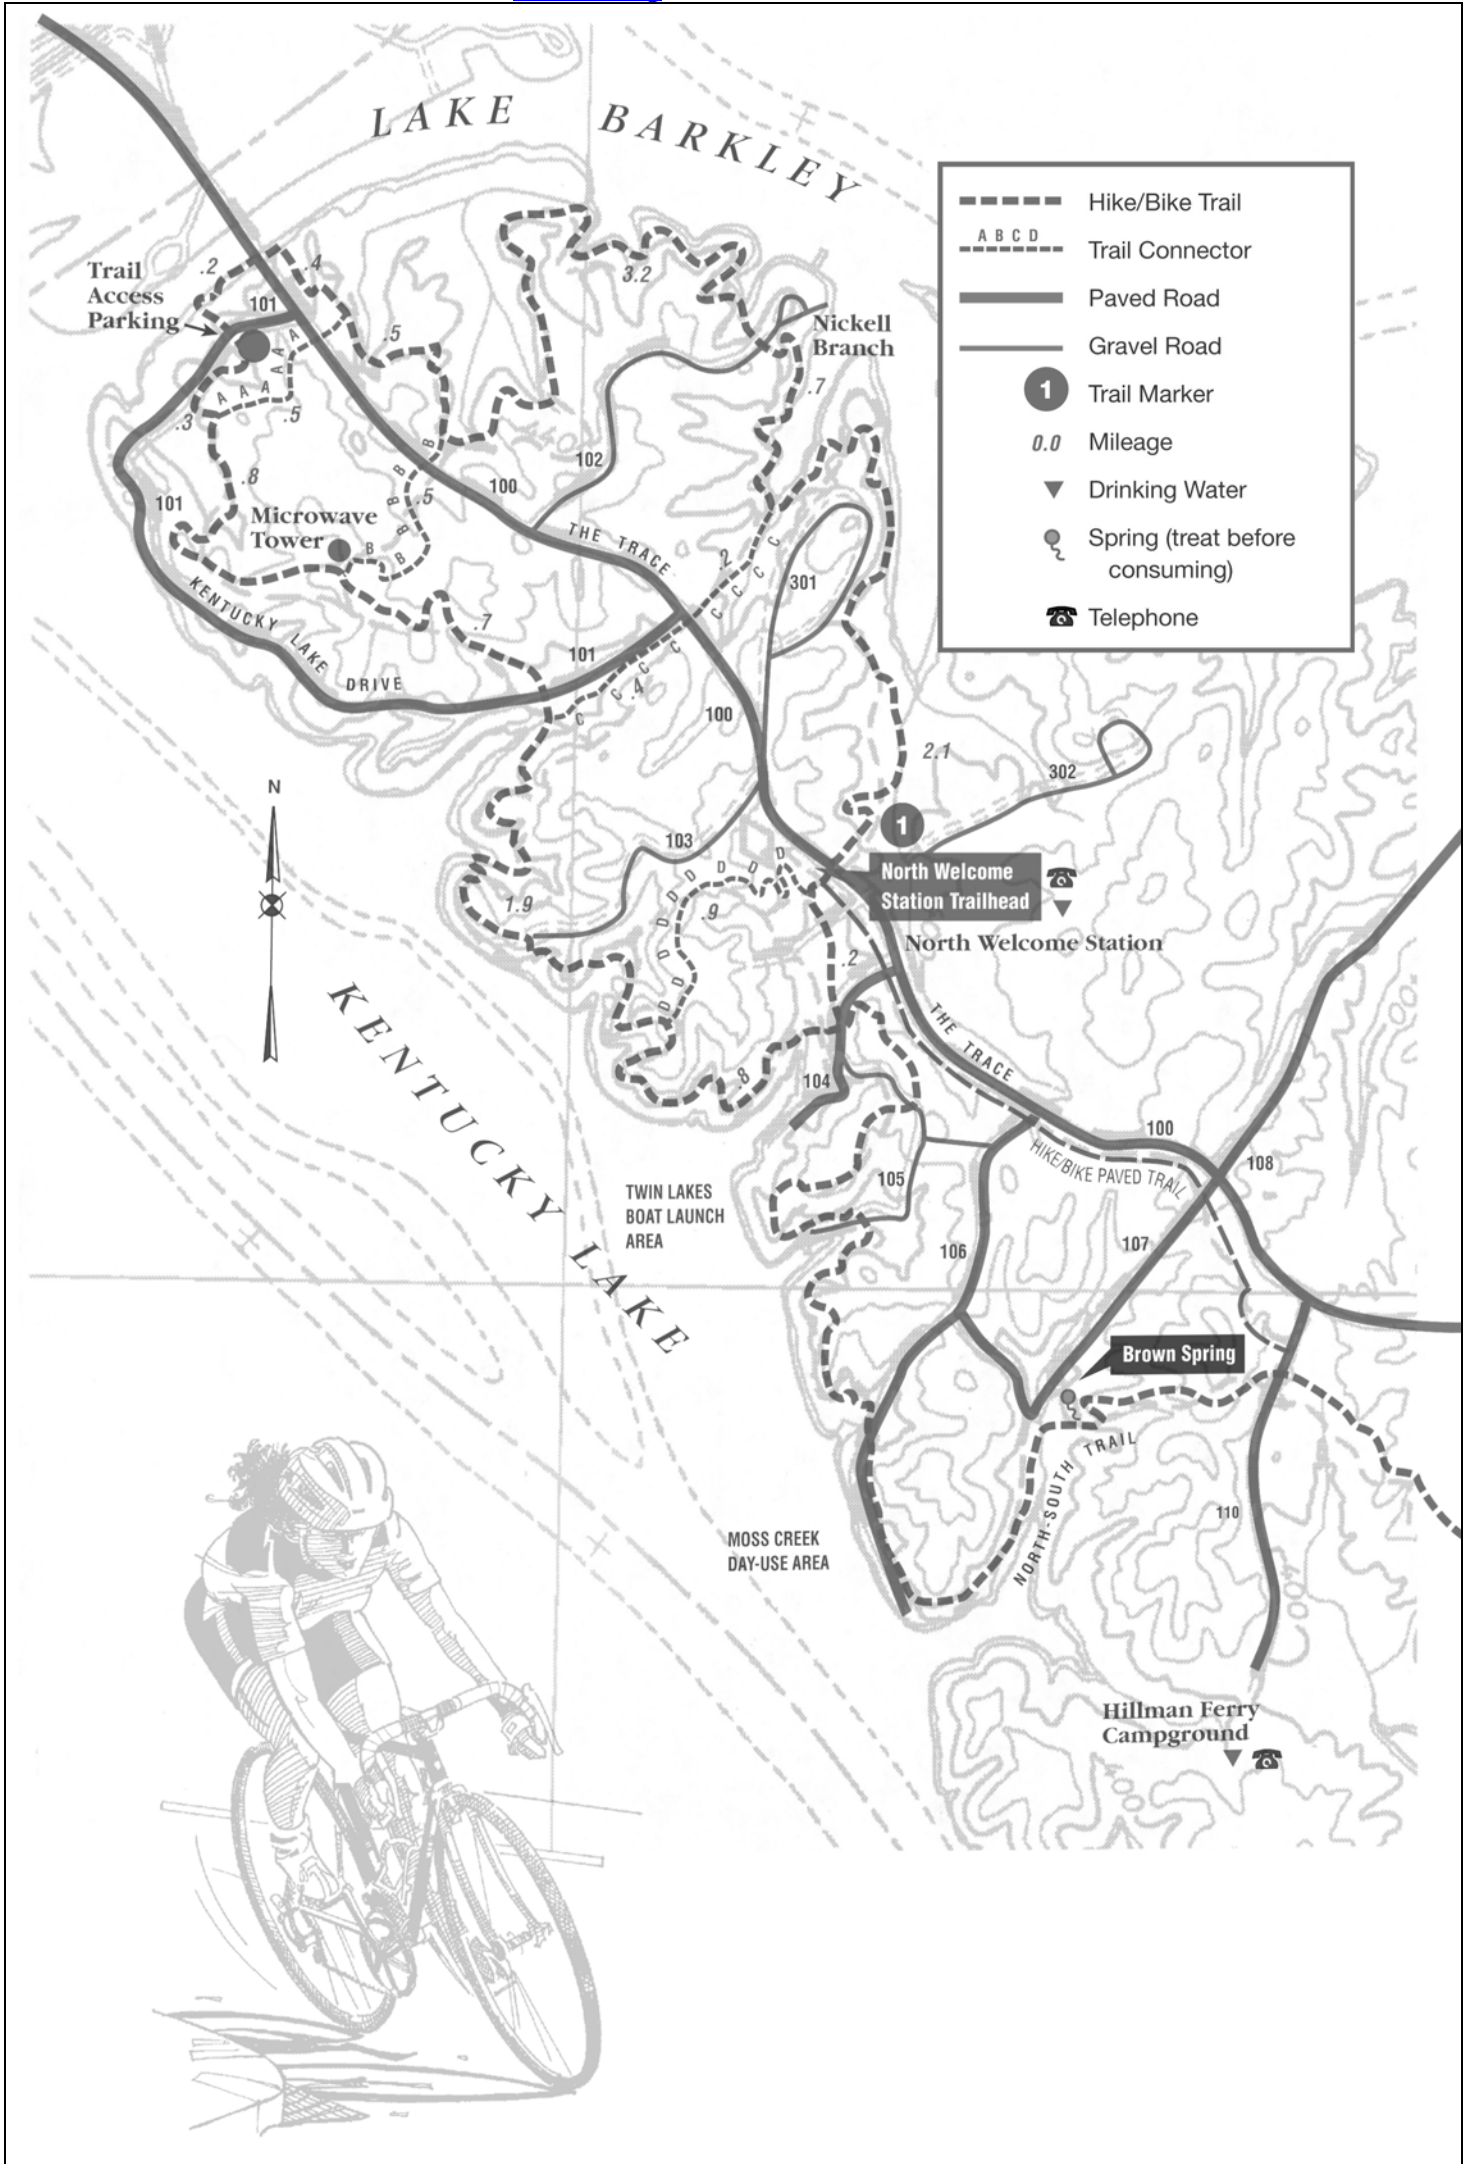 LAKE BARKLEY
Hike/Bike Trail
A B C D
Trail Connector
Paved Road
Gravel Road
1
Trail Marker
0.0
Mileage
Drinking Water
Spring (treat before
consuming)
Telephone
Trail
Access
Parking
.2
.4
101
.5
3.2
Nickell
Branch
.7
A A A A A A
.5
.3
.8
101
102
100
B B B B B B B
.5
Microwave
Tower
THE TRACE
.2
C C C C C C C C
301
KENTUCKY LAKE
DRIVE
.7
101
.4
100
2.1
302
N
103
1
D D D D D D D D D
1.9
.9
North Welcome
Station Trailhead
North Welcome Station
.2
THE TRACE
KENTUCKY LAKE
.8
104
100
HIKE/BIKE PAVED TRAIL
108
105
TWIN LAKES
BOAT LAUNCH
AREA
106
107
Brown Spring
NORTH-SOUTH TRAIL
110
MOSS CREEK
DAY-USE AREA
400
Hillman Ferry
Campground